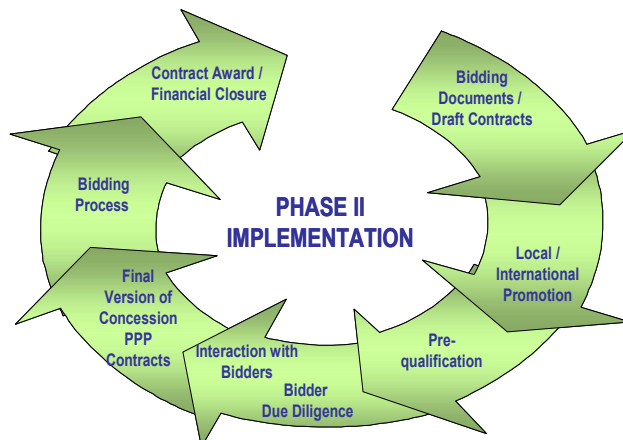 Bidding
Documents /
Draft Contracts
Local /
International
Promotion
Pre-
qualification
Interaction with
Bidders
Bidder
Due Diligence
Final
Version of
Concession
PPP
Contracts
Bidding
Process
Contract Award /
Financial Closure
PHASE II
IMPLEMENTATION